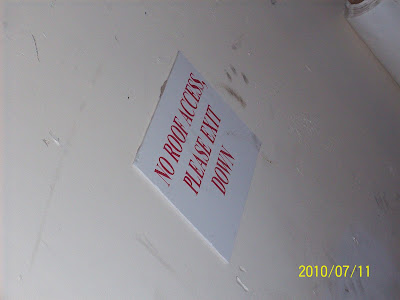 NO ROOF ACCESS,
PLEASE EXIT
DOWN
2010/07/11